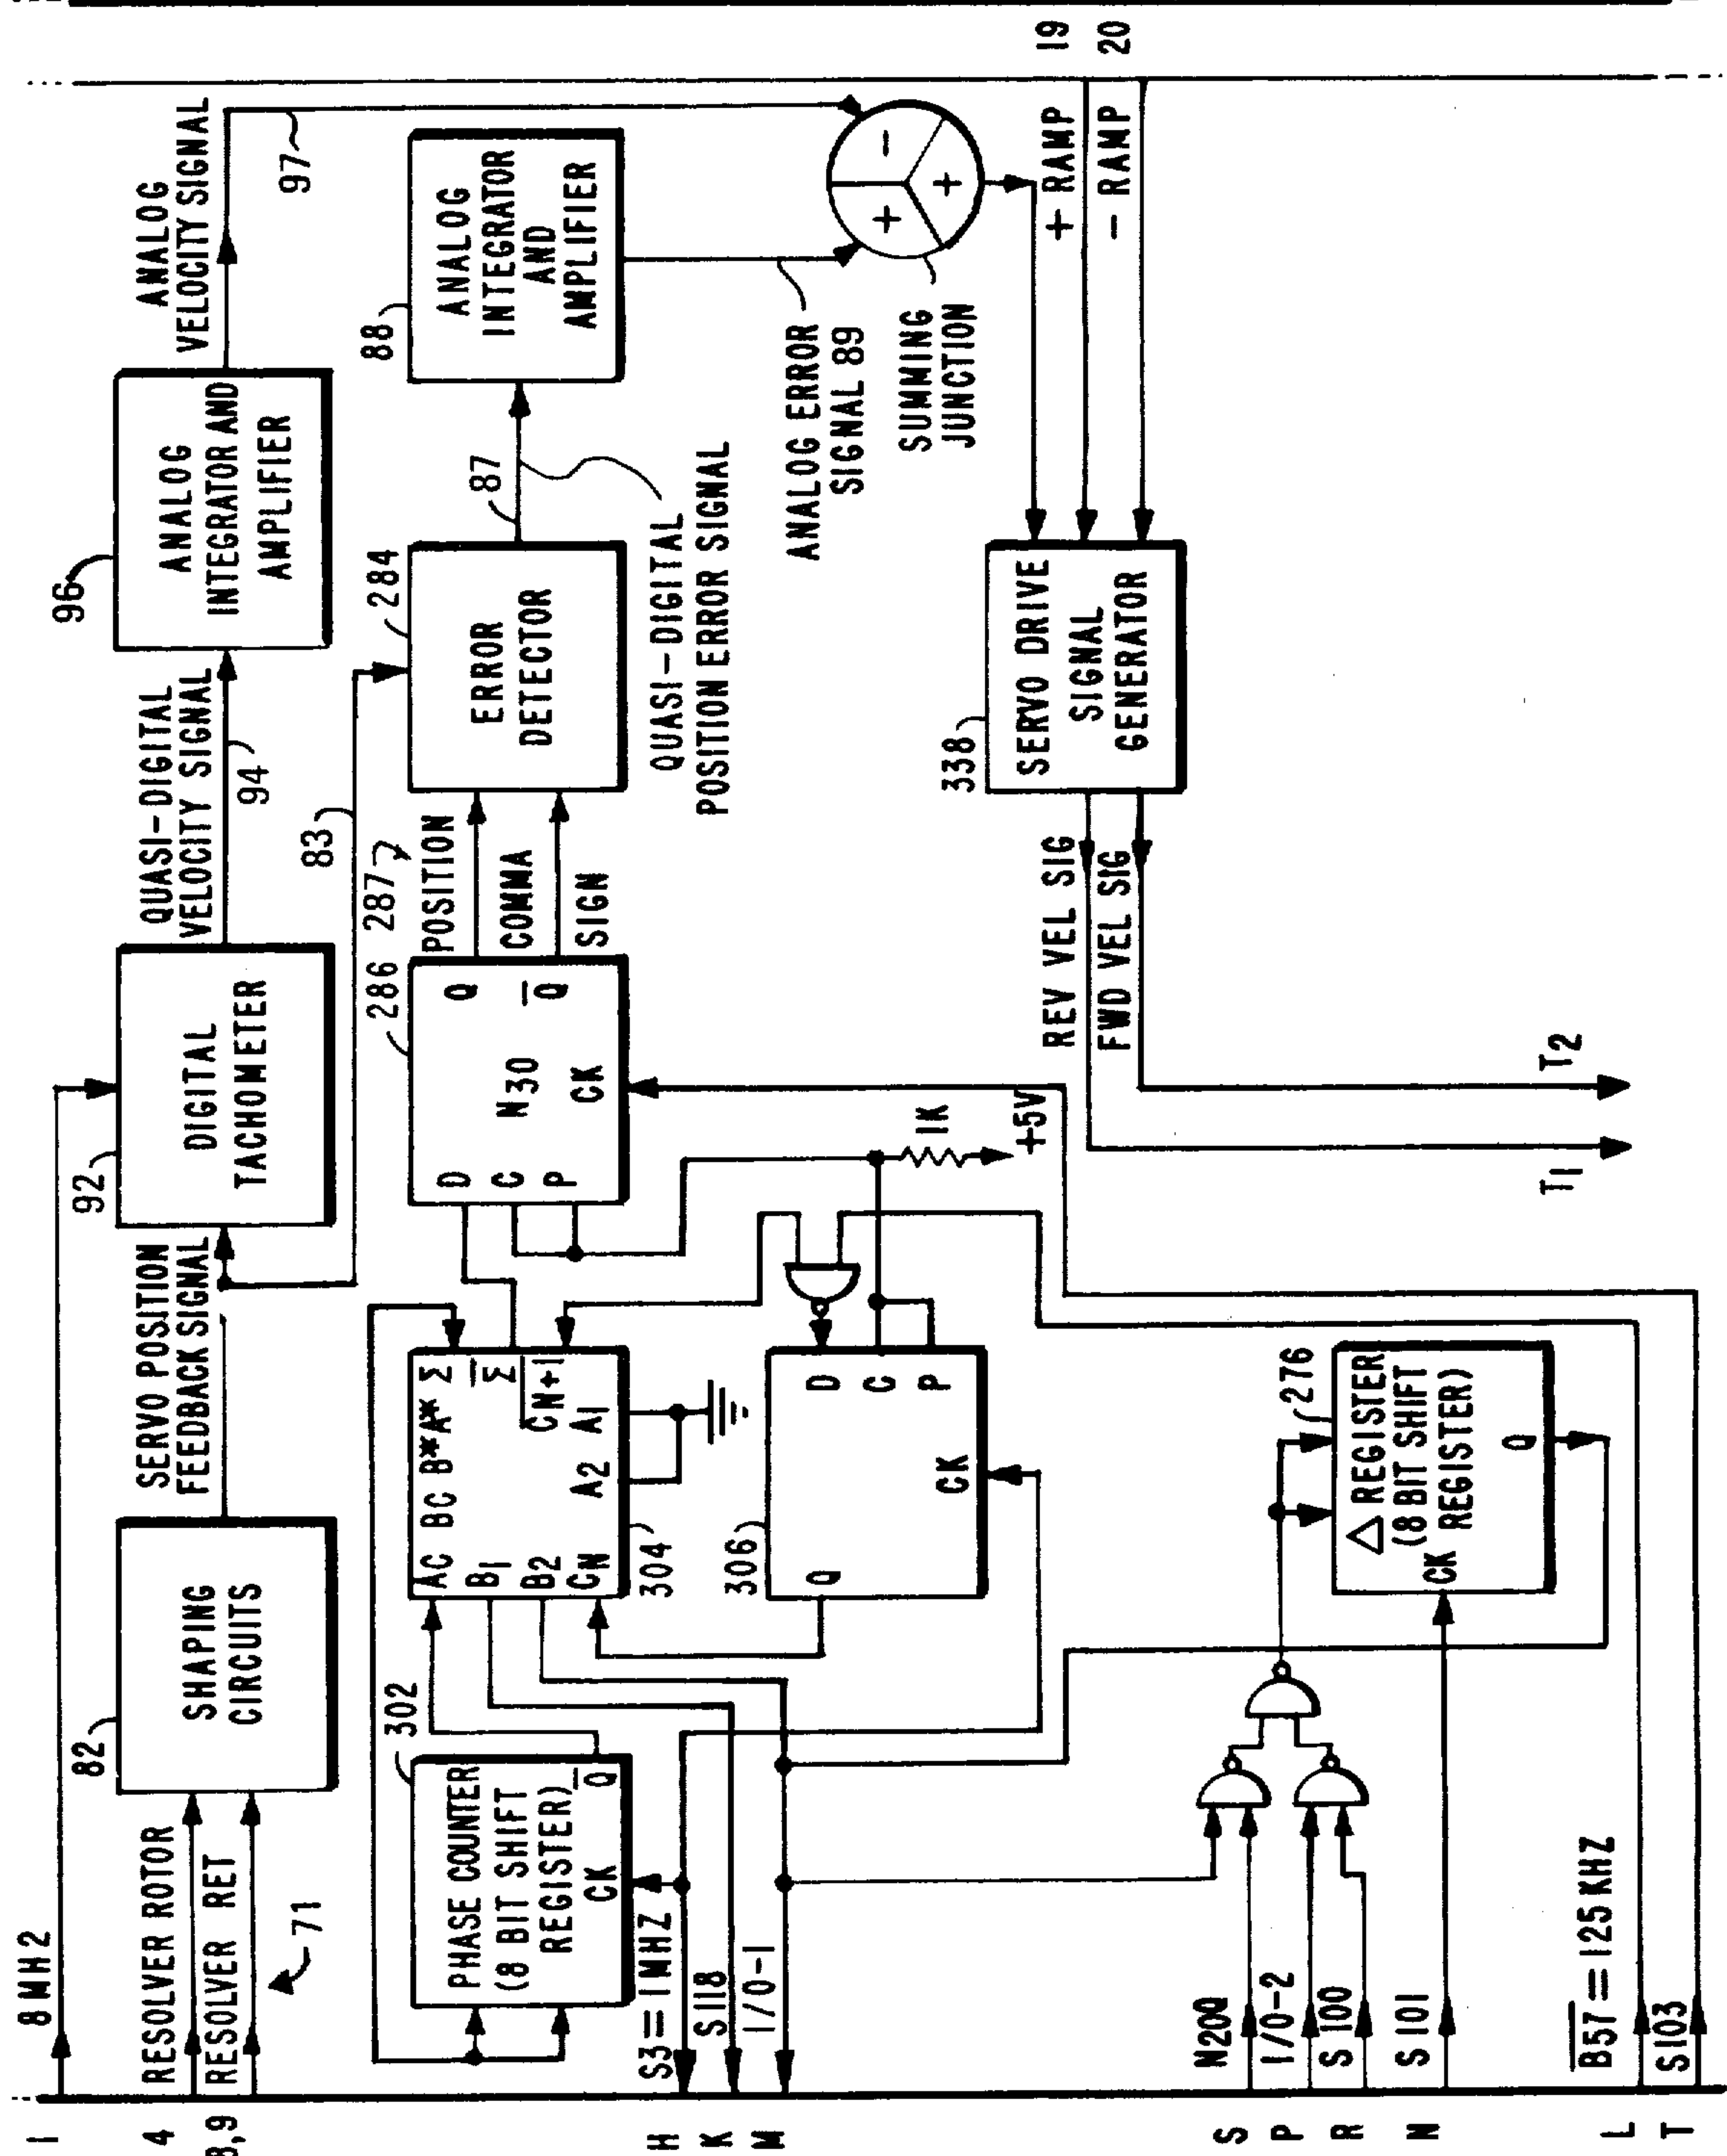 I
8 MH2
4
RESOLVER ROTOR
8,9
RESOLVER RET
71
82
SHAPING
CIRCUITS
SERVO POSITION
FEEDBACK SIGNAL
92
DIGITAL
TACHOMETER
QUASI-DIGITAL
VELOCITY SIGNAL
94
83
96
ANALOG
INTEGRATOR AND
AMPLIFIER
ANALOG
VELOCITY SIGNAL
97
302
PHASE COUNTER
(8 BIT SHIFT
REGISTER)
Q
CK
AC BC B*A* Σ
B1
Σ
B2
CN+1
CN
A2 A1
304
306
Q
D
C
P
CK
286
D
Q
C
N30
Q
P
CK
1K
+5V
287
POSITION
COMMA
SIGN
284
ERROR
DETECTOR
87
QUASI-DIGITAL
POSITION ERROR SIGNAL
88
ANALOG
INTEGRATOR
AND
AMPLIFIER
ANALOG ERROR
SIGNAL 89
SUMMING
JUNCTION
-
+
+
+ RAMP
19
- RAMP
20
338
SERVO DRIVE
SIGNAL
GENERATOR
REV VEL SIG
FWD VEL SIG
T1
T2
H
S3=1MHZ
K
S118
M
I/0-1
S
N20Q
P
I/0-2
R
S 100
N
S 101
276
△ REGISTER
(8 BIT SHIFT
REGISTER)
CK
Q
L
B57=125KHZ
T
S103